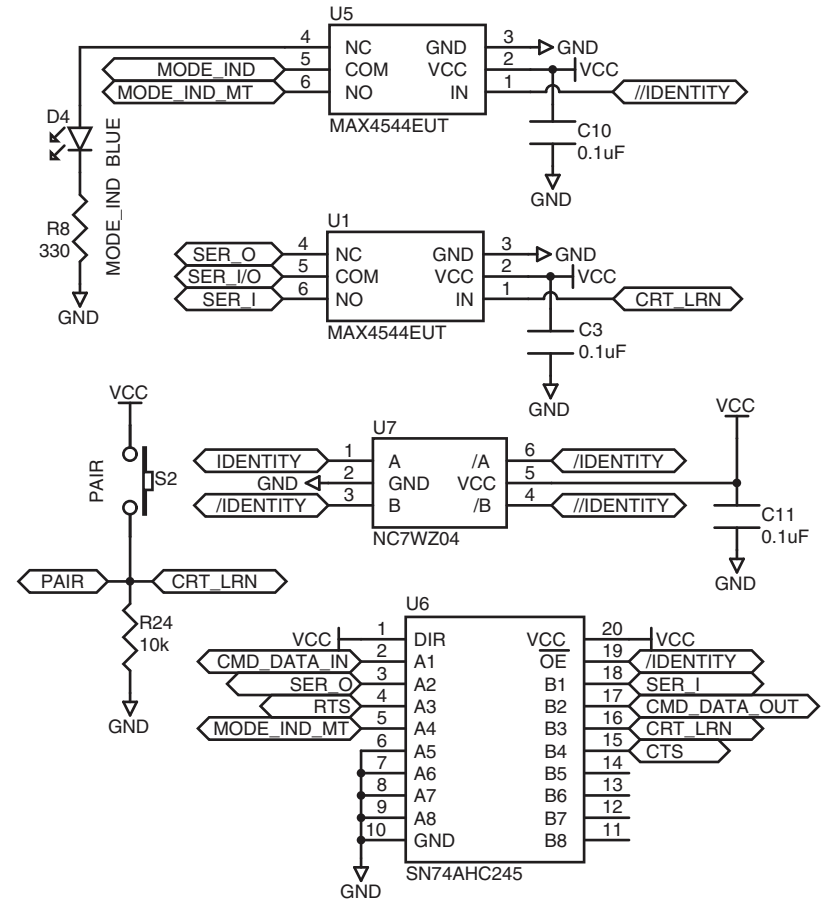 U5
4 NC GND 3 GND
MODE_IND 5 COM VCC 2 VCC
MODE_IND_MT 6 NO IN 1 //IDENTITY
MAX4544EUT
D4
MODE_IND BLUE
C10
0.1uF
GND
R8
330
GND
U1
SER_O 4 NC GND 3 GND
SER_I/O 5 COM VCC 2 VCC
SER_I 6 NO IN 1 CRT_LRN
MAX4544EUT
C3
0.1uF
GND
VCC
PAIR
S2
PAIR
CRT_LRN
R24
10k
GND
U7
IDENTITY 1 A /A 6 /IDENTITY
GND 2 GND VCC 5
/IDENTITY 3 B /B 4 //IDENTITY
NC7WZ04
VCC
C11
0.1uF
GND
U6
VCC 1 DIR VCC 20 VCC
CMD_DATA_IN 2 A1 OE 19 /IDENTITY
SER_O 3 A2 B1 18 SER_I
RTS 4 A3 B2 17 CMD_DATA_OUT
MODE_IND_MT 5 A4 B3 16 CRT_LRN
6 A5 B4 15 CTS
7 A6 B5 14
8 A7 B6 13
9 A8 B7 12
10 GND B8 11
SN74AHC245
GND